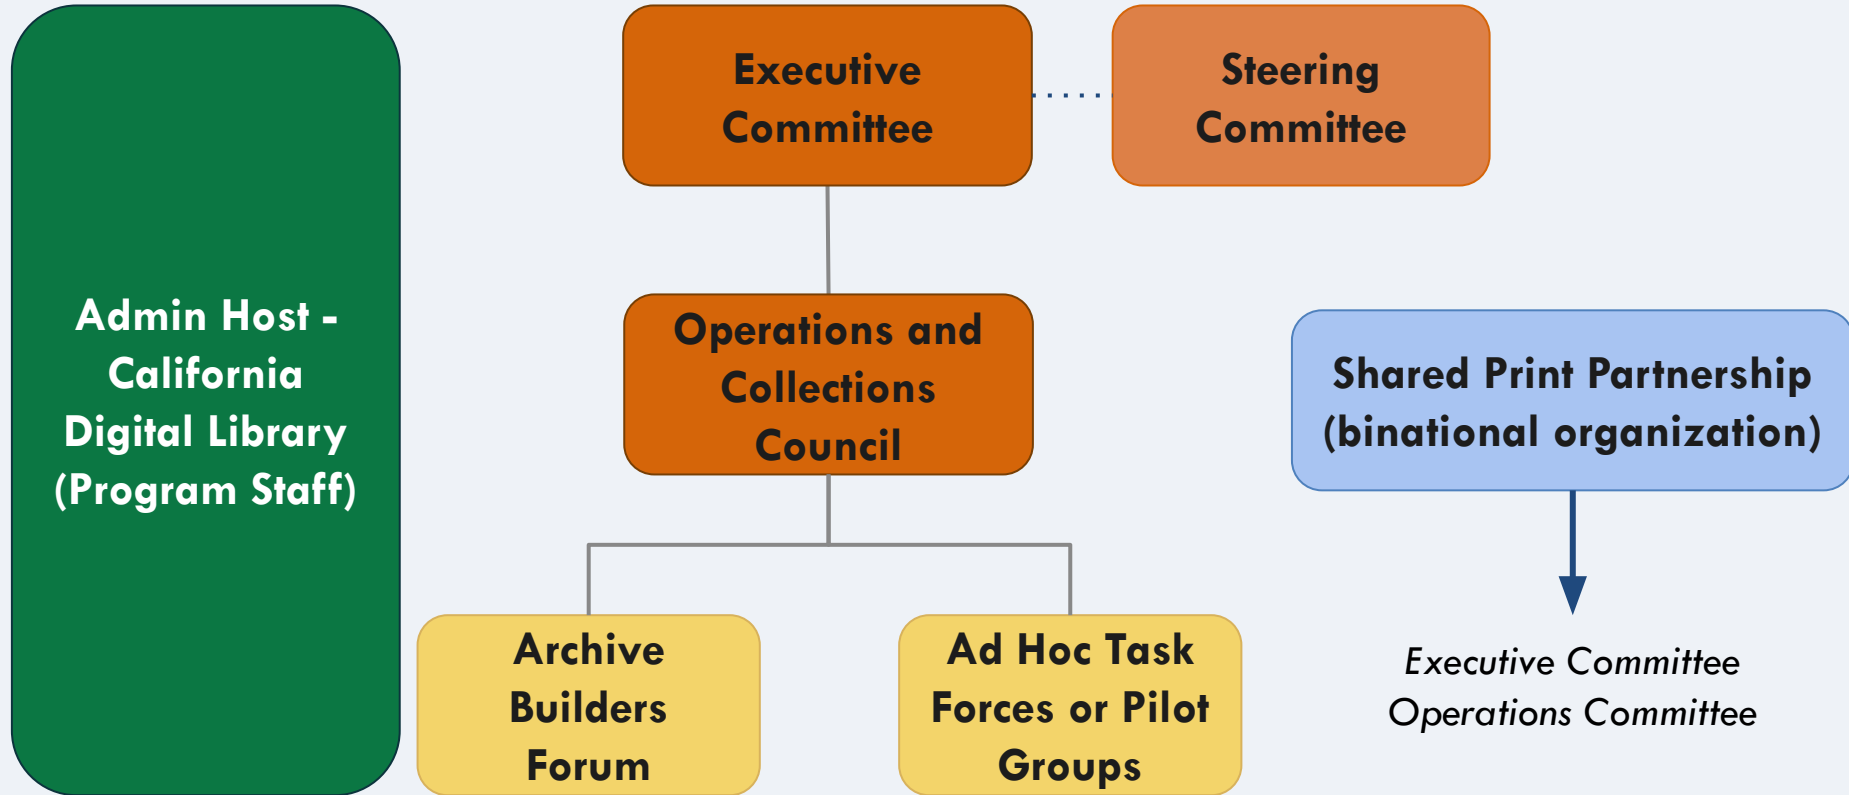 Admin Host -
California
Digital Library
(Program Staff)
Executive
Committee
Steering
Committee
Operations and
Collections
Council
Archive
Builders
Forum
Ad Hoc Task
Forces or Pilot
Groups
Shared Print Partnership
(binational organization)
Executive Committee
Operations Committee